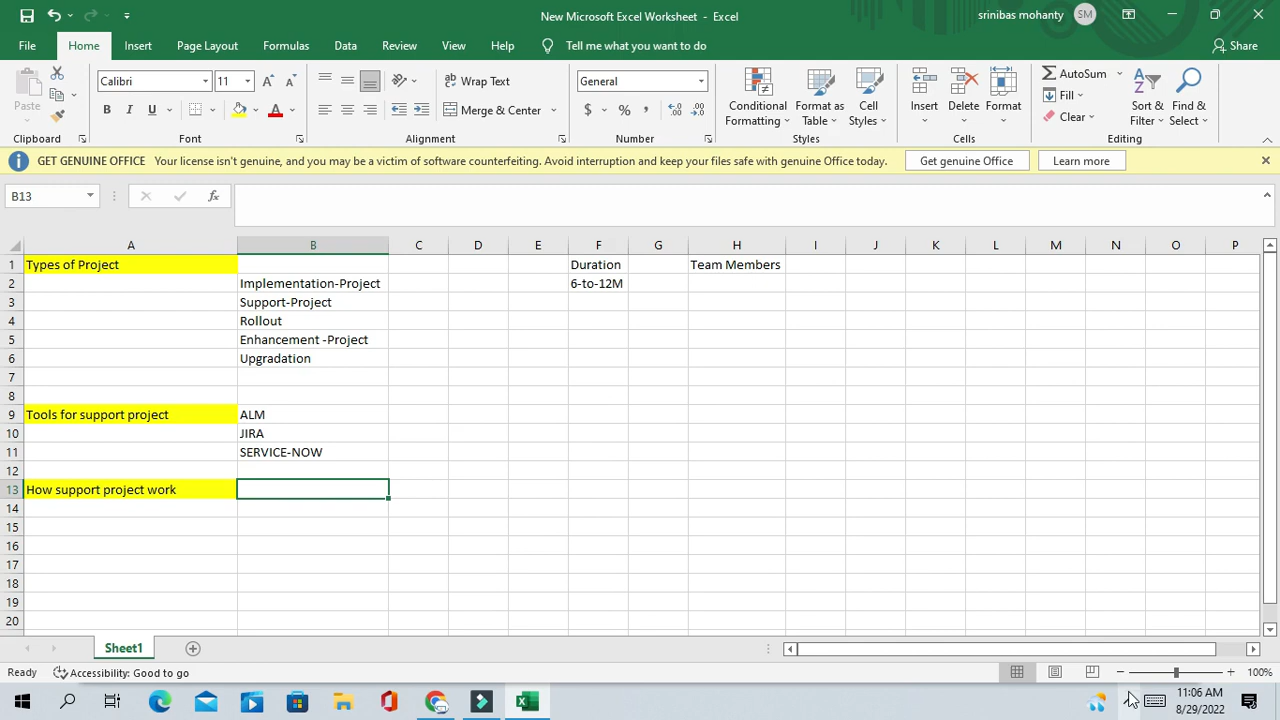 New Microsoft Excel Worksheet - Excel
srinibas mohanty SM
File Home Insert Page Layout Formulas Data Review View Help Tell me what you want to do Share
Calibri 11 Wrap Text General AutoSum
Paste Conditional Formatting Format as Table Cell Styles Insert Delete Format Fill Sort & Filter Find & Select
B I U A Merge & Center $ % , Clear
Clipboard Font Alignment Number Styles Cells Editing
GET GENUINE OFFICE Your license isn't genuine, and you may be a victim of software counterfeiting. Avoid interruption and keep your files safe with genuine Office today. Get genuine Office Learn more
B13 fx
A B C D E F G H I J K L M N O P
1 Types of Project Duration Team Members
2 Implementation-Project 6-to-12M
3 Support-Project
4 Rollout
5 Enhancement -Project
6 Upgradation
7
8
9 Tools for support project ALM
10 JIRA
11 SERVICE-NOW
12
13 How support project work
14
15
16
17
18
19
20
Sheet1
Ready Accessibility: Good to go 100%
11:06 AM
8/29/2022